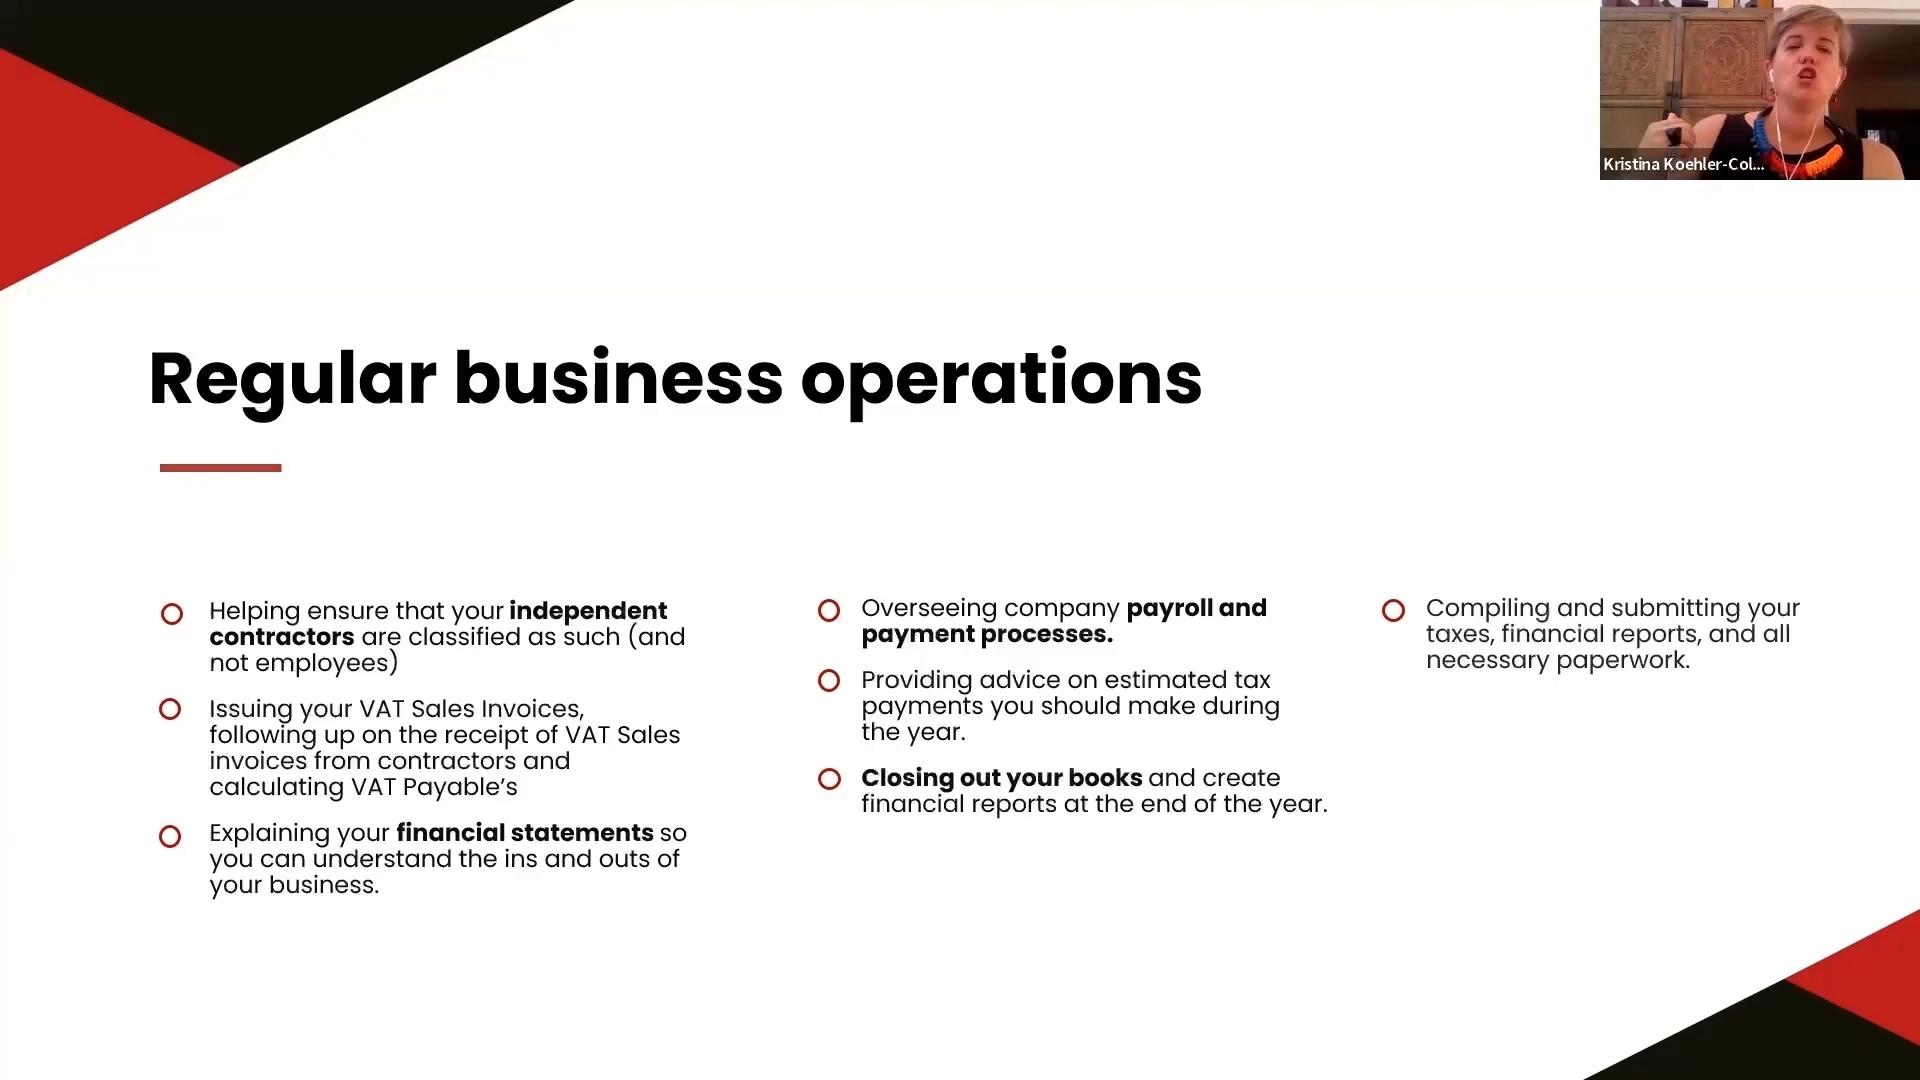 Kristina Koehler-Col...
Regular business operations
Helping ensure that your independent
contractors are classified as such (and
not employees)
Issuing your VAT Sales Invoices,
following up on the receipt of VAT Sales
invoices from contractors and
calculating VAT Payable’s
Explaining your financial statements so
you can understand the ins and outs of
your business.
Overseeing company payroll and
payment processes.
Providing advice on estimated tax
payments you should make during
the year.
Closing out your books and create
financial reports at the end of the year.
Compiling and submitting your
taxes, financial reports, and all
necessary paperwork.